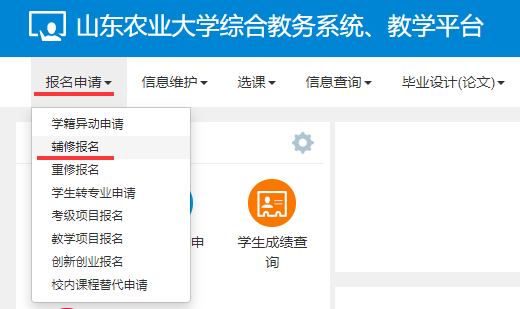 山东农业大学综合教务系统、教学平台
报名申请 信息维护 选课 信息查询 毕业设计(论文)
学籍异动申请
辅修报名
重修报名
学生转专业申请
考级项目报名
教学项目报名
创新创业报名
校内课程替代申请
申
学生成绩查
询